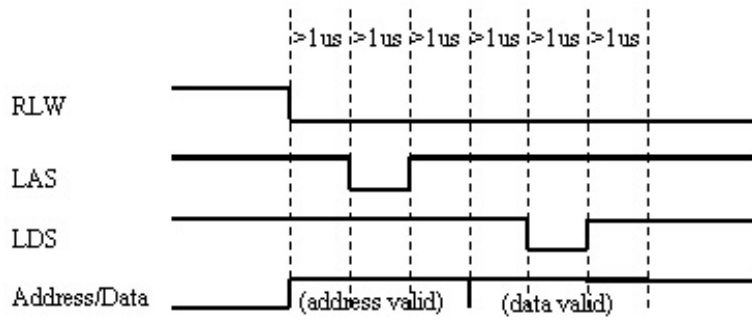 >1us >1us >1us >1us >1us >1us
RLW
LAS
LDS
Address/Data (address valid) (data valid)